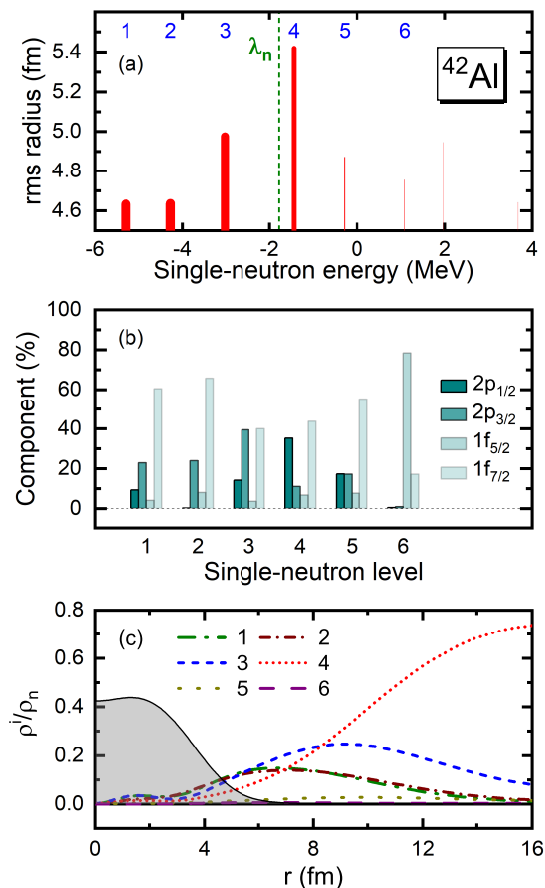 1 2 3 4 5 6
λn
(a)
42Al
5.4
5.2
5.0
4.8
4.6
rms radius (fm)
-6 -4 -2 0 2 4
Single-neutron energy (MeV)
(b)
100
80
60
40
20
0
Component (%)
2p1/2
2p3/2
1f5/2
1f7/2
1 2 3 4 5 6
Single-neutron level
(c)
1 2
3 4
5 6
0.8
0.6
0.4
0.2
0.0
ρi/ρn
0 4 8 12 16
r (fm)